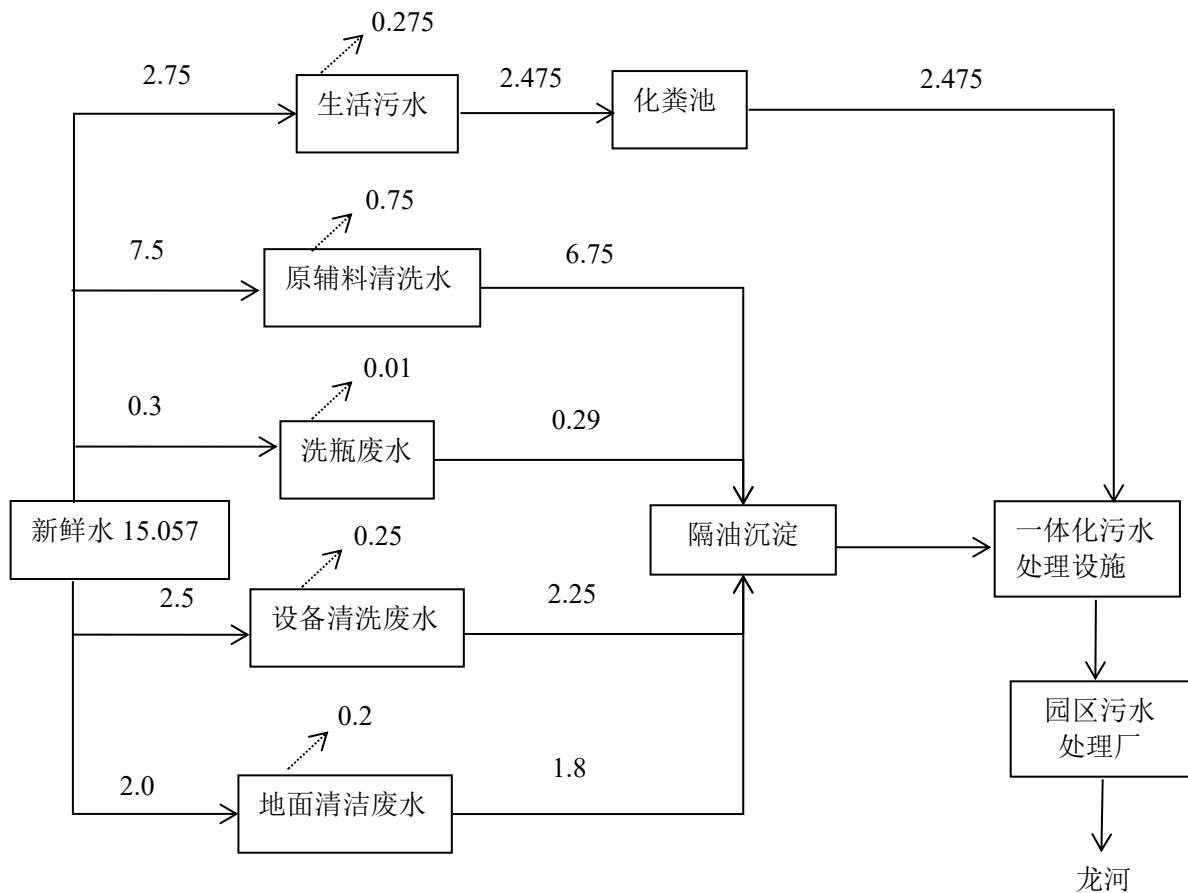 0.275
2.75
生活污水
2.475
化粪池
2.475
0.75
7.5
原辅料清洗水
6.75
0.01
0.3
洗瓶废水
0.29
新鲜水 15.057
0.25
2.5
设备清洗废水
2.25
隔油沉淀
一体化污水
处理设施
0.2
2.0
地面清洁废水
1.8
园区污水
处理厂
龙河